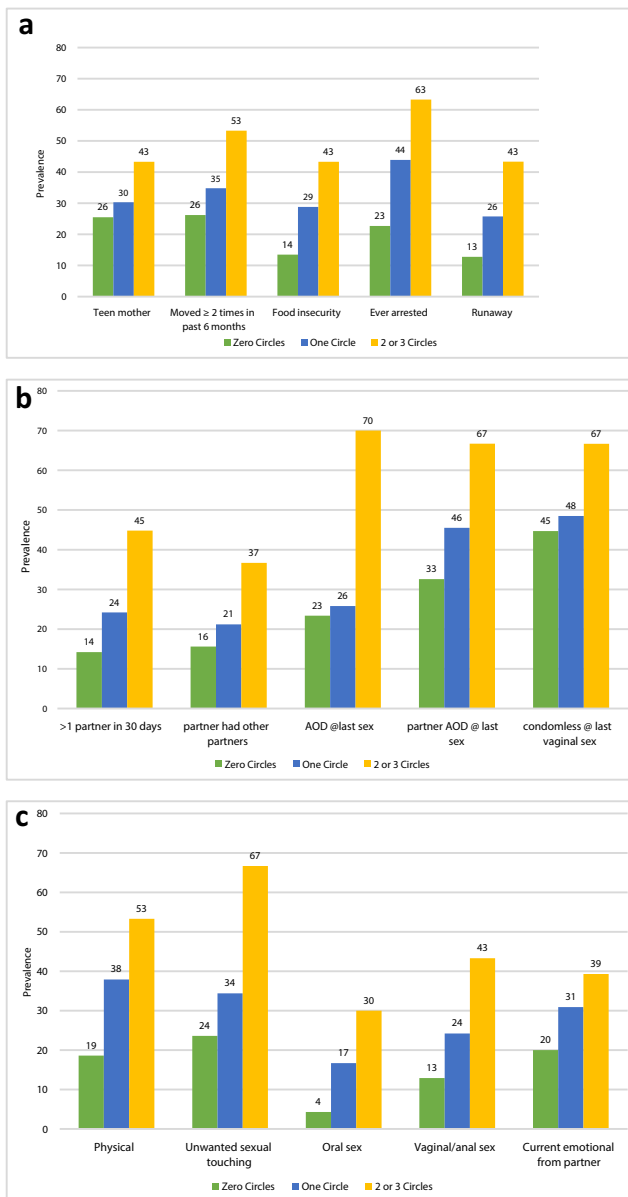 a
80
70
60
50
40
30
20
10
0
Prevalence
26 30 43
26 35 53
14 29 43
23 44 63
13 26 43
Teen mother
Moved ≥ 2 times in
past 6 months
Food insecurity
Ever arrested
Runaway
Zero Circles One Circle 2 or 3 Circles
b
80
70
60
50
40
30
20
10
0
Prevalence
14 24 45
16 21 37
23 26 70
33 46 67
45 48 67
>1 partner in 30 days
partner had other
partners
AOD @last sex
partner AOD @ last
sex
condomless @ last
vaginal sex
Zero Circles One Circle 2 or 3 Circles
c
80
70
60
50
40
30
20
10
0
Prevalence
19 38 53
24 34 67
4 17 30
13 24 43
20 31 39
Physical
Unwanted sexual
touching
Oral sex
Vaginal/anal sex
Current emotional
from partner
Zero Circles One Circle 2 or 3 Circles